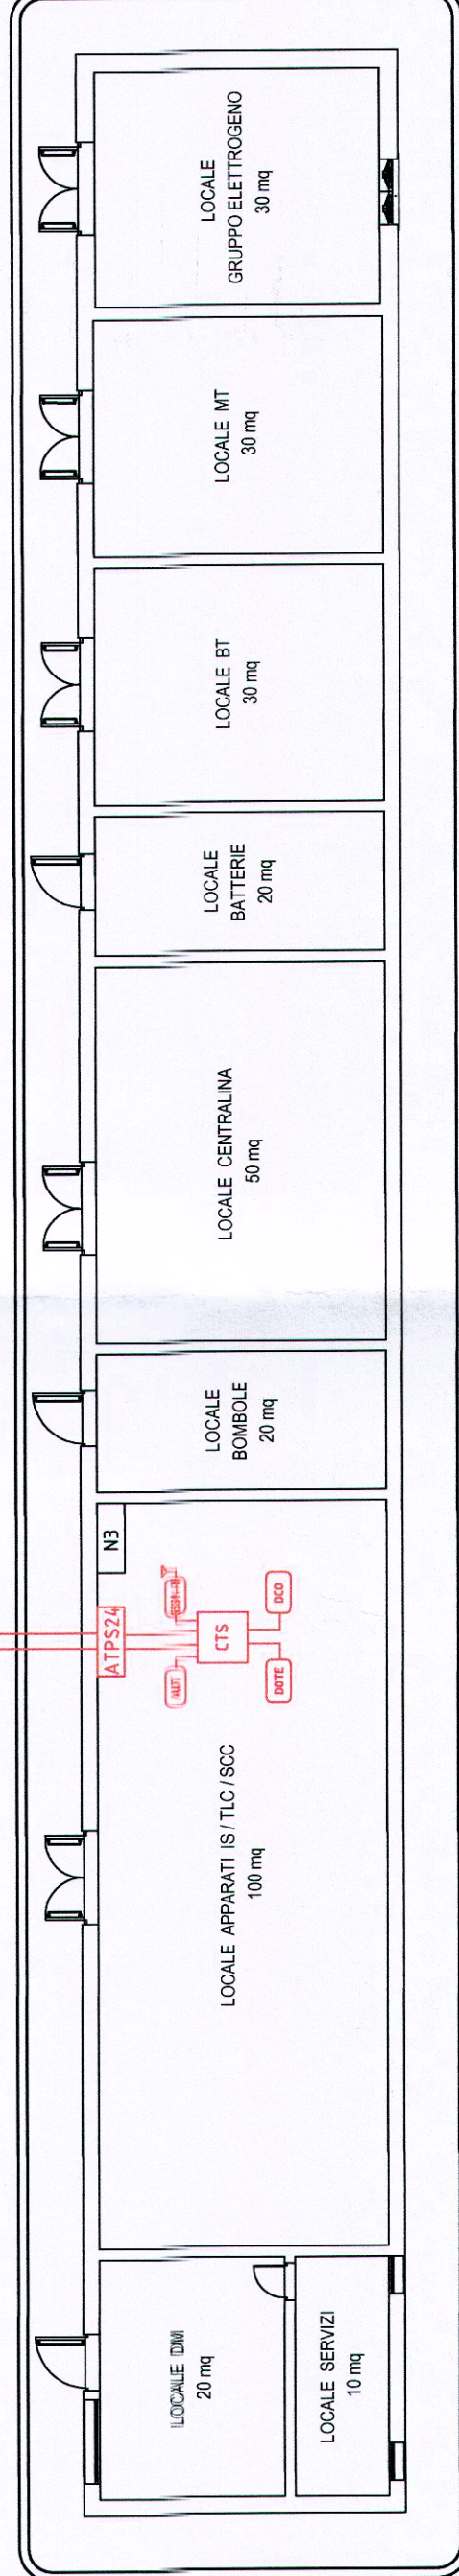 LOCALE
GRUPPO ELETTROGENO
30 mq
LOCALE MT
30 mq
LOCALE BT
30 mq
LOCALE
BATTERIE
20 mq
LOCALE CENTRALINA
50 mq
LOCALE
BOMBOLE
20 mq
N3
ATPS24
CTS
DCO
DOTE
LOCALE APPARATI IS / TLC / SCC
100 mq
LOCALE DM
20 mq
LOCALE SERVIZI
10 mq